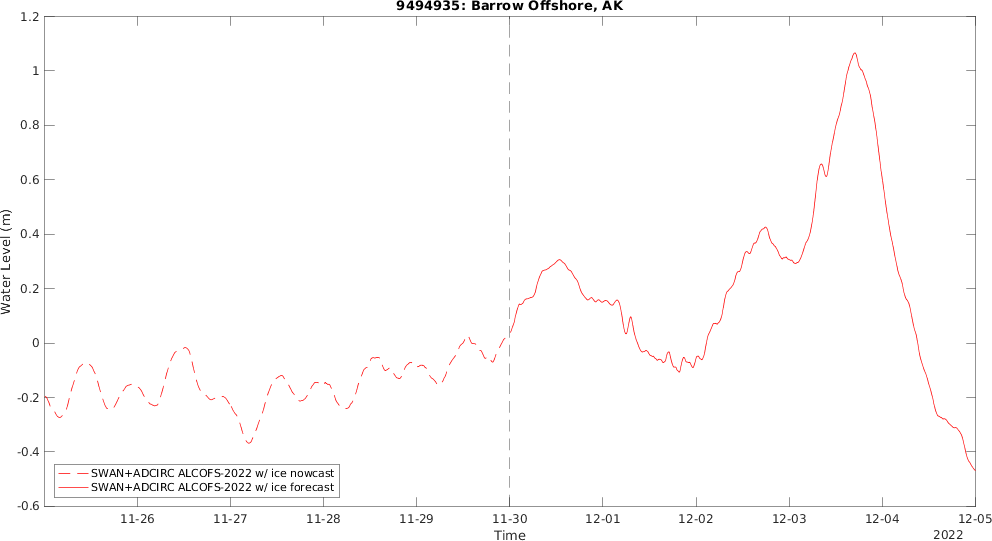 9494935: Barrow Offshore, AK
1.2
1
0.8
0.6
0.4
0.2
0
-0.2
-0.4
-0.6
Water Level (m)
SWAN+ADCIRC ALCOFS-2022 w/ ice nowcast
SWAN+ADCIRC ALCOFS-2022 w/ ice forecast
11-26 11-27 11-28 11-29 11-30 12-01 12-02 12-03 12-04 12-05
Time
2022